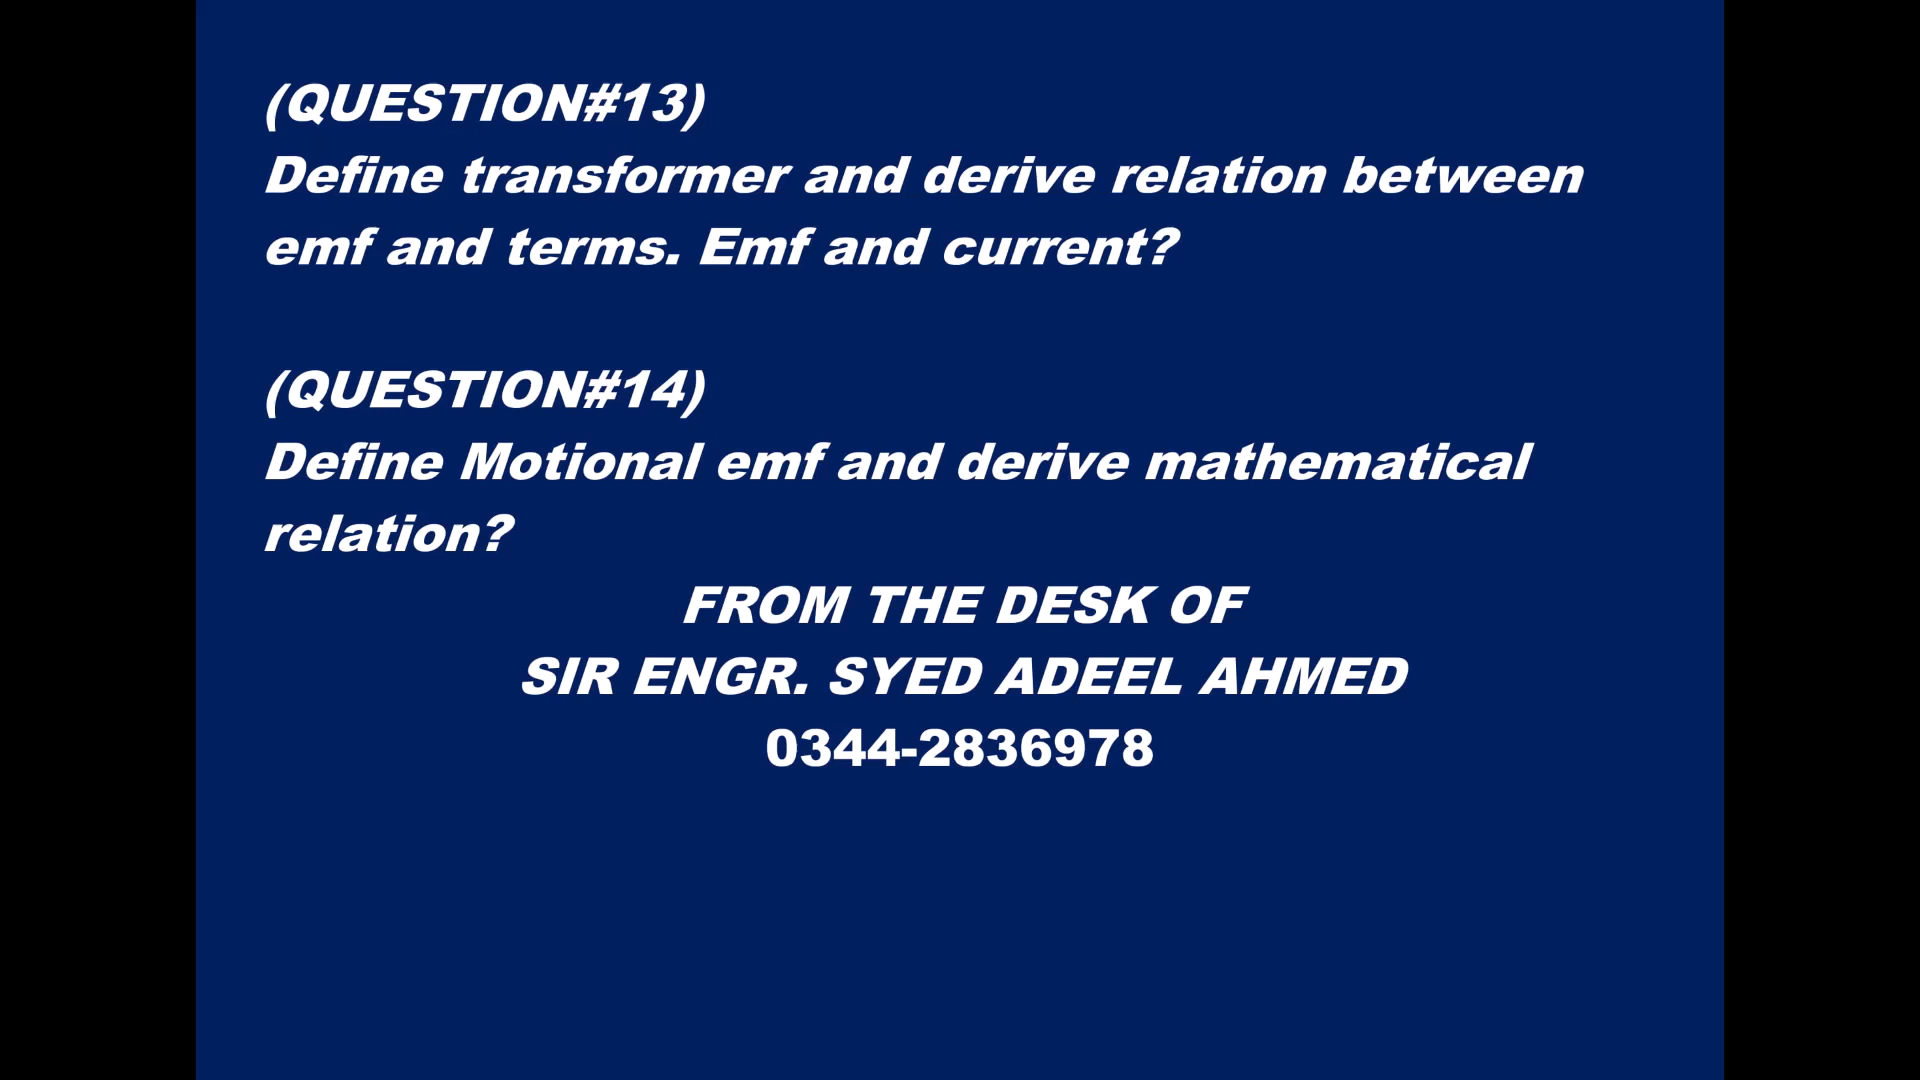 (QUESTION#13)
Define transformer and derive relation between
emf and terms. Emf and current?
(QUESTION#14)
Define Motional emf and derive mathematical
relation?
FROM THE DESK OF
SIR ENGR. SYED ADEEL AHMED
0344-2836978